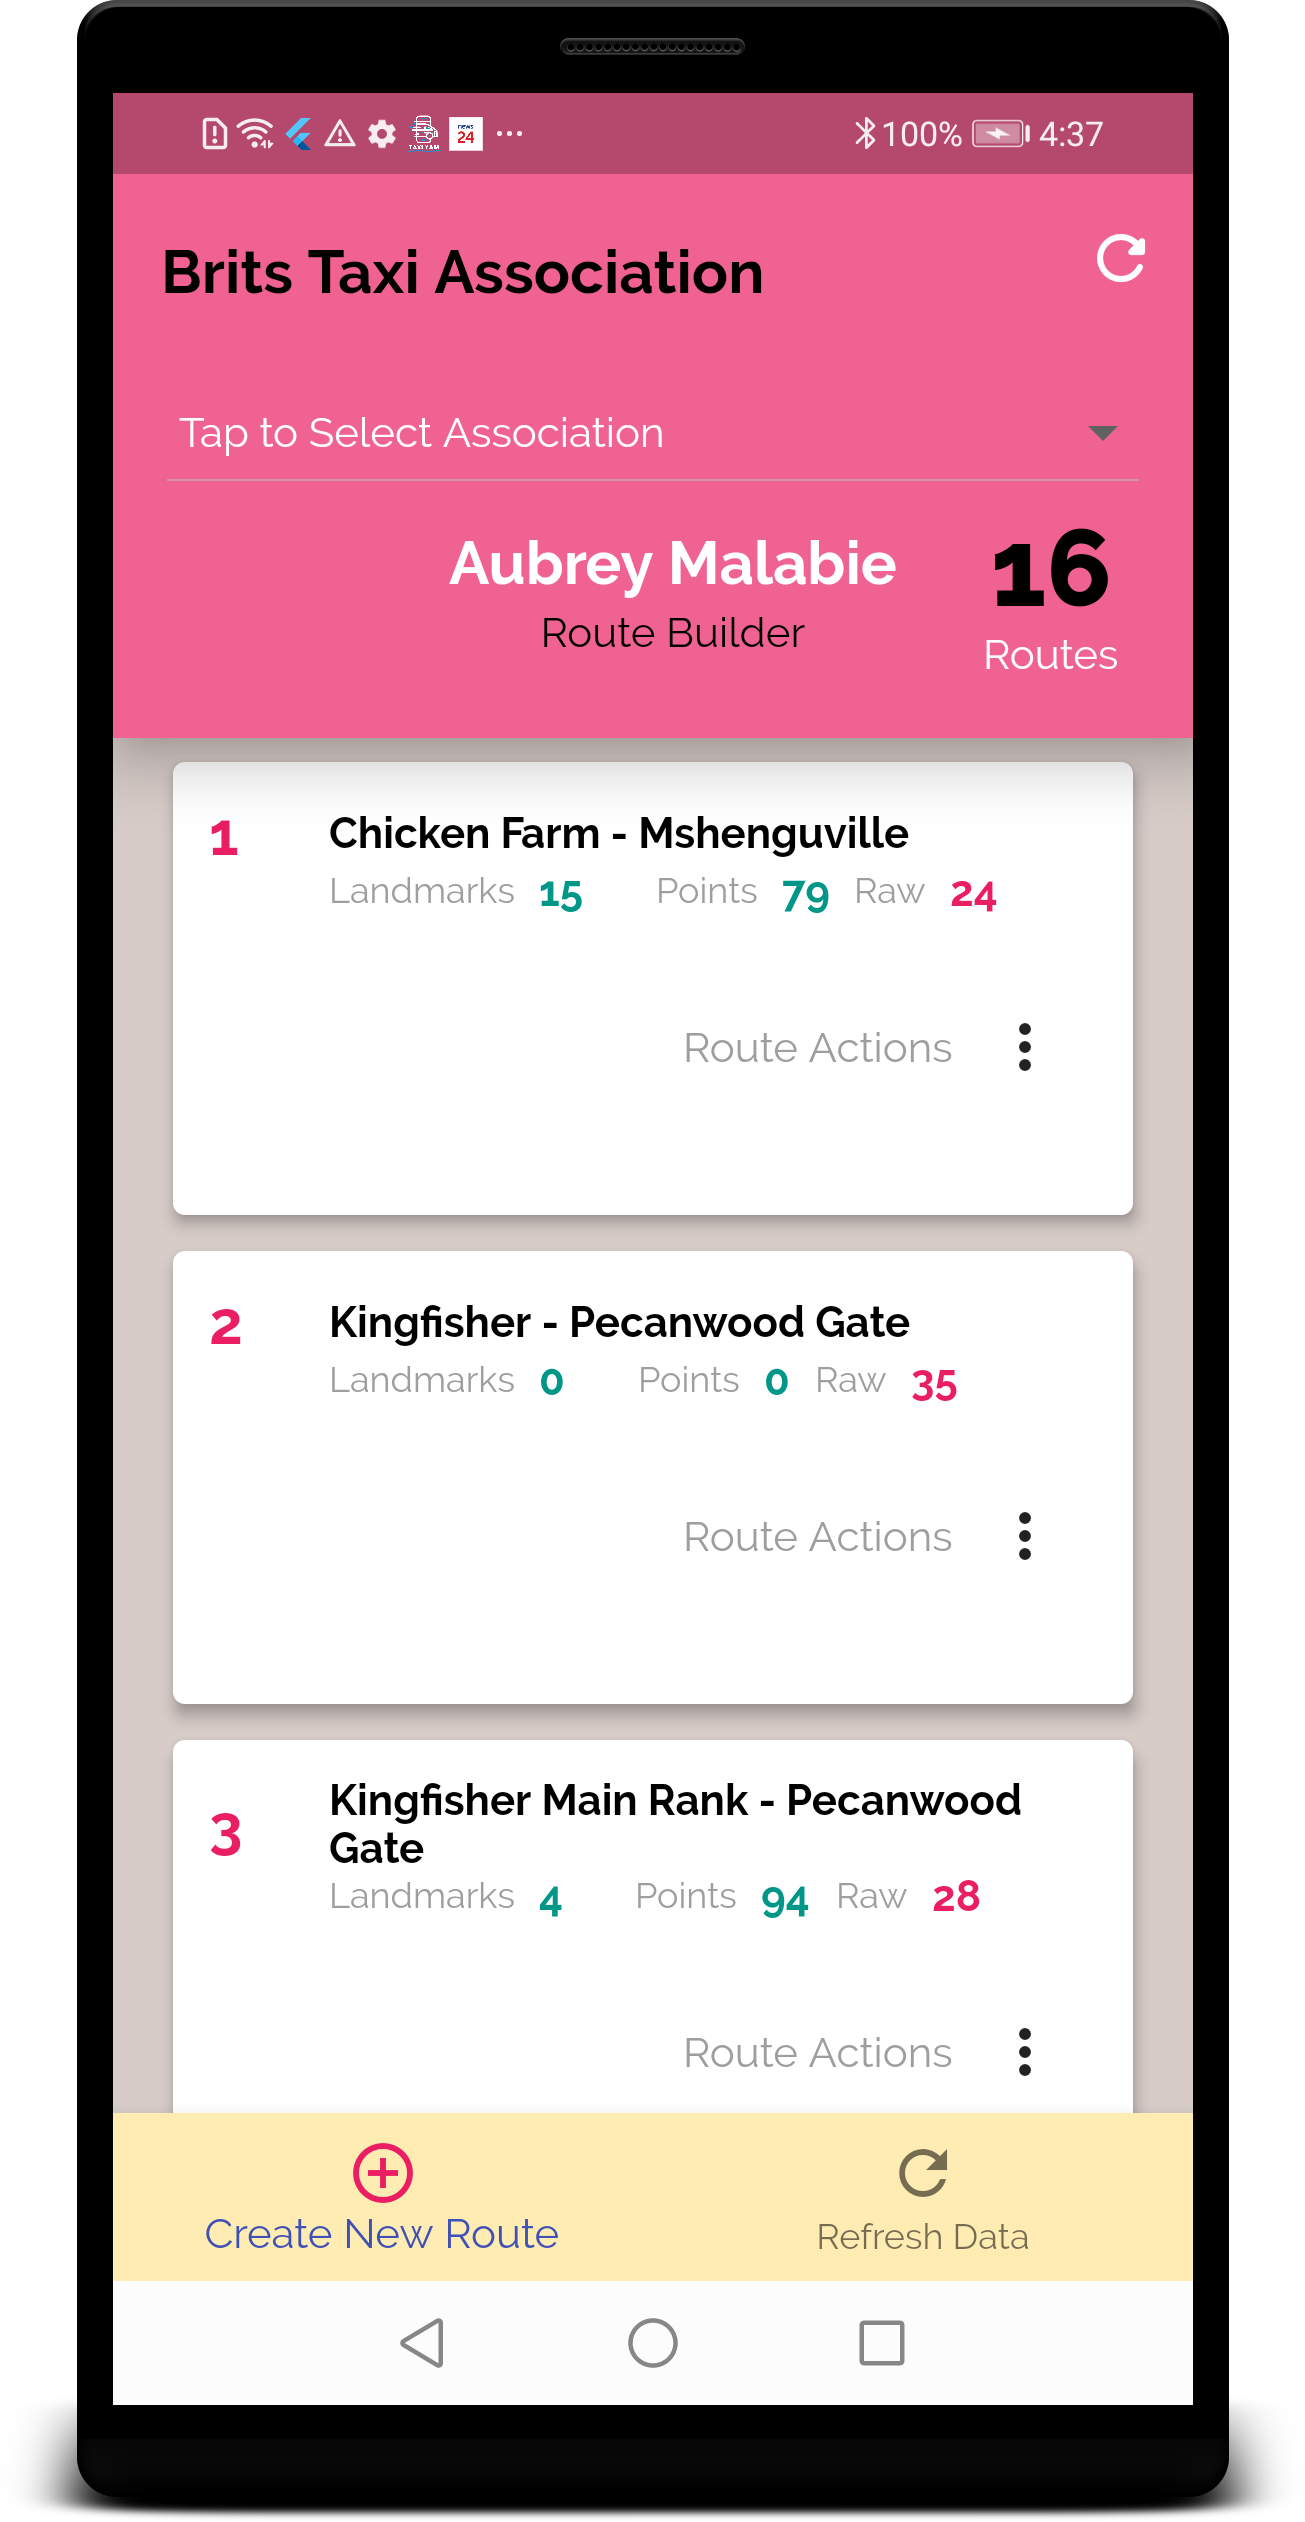 news
24
100%
4:37
Brits Taxi Association
Tap to Select Association
Aubrey Malabie
Route Builder
16
Routes
1
Chicken Farm - Mshenguville
Landmarks 15 Points 79 Raw 24
Route Actions
2
Kingfisher - Pecanwood Gate
Landmarks 0 Points 0 Raw 35
Route Actions
3
Kingfisher Main Rank - Pecanwood
Gate
Landmarks 4 Points 94 Raw 28
Route Actions
Create New Route
Refresh Data